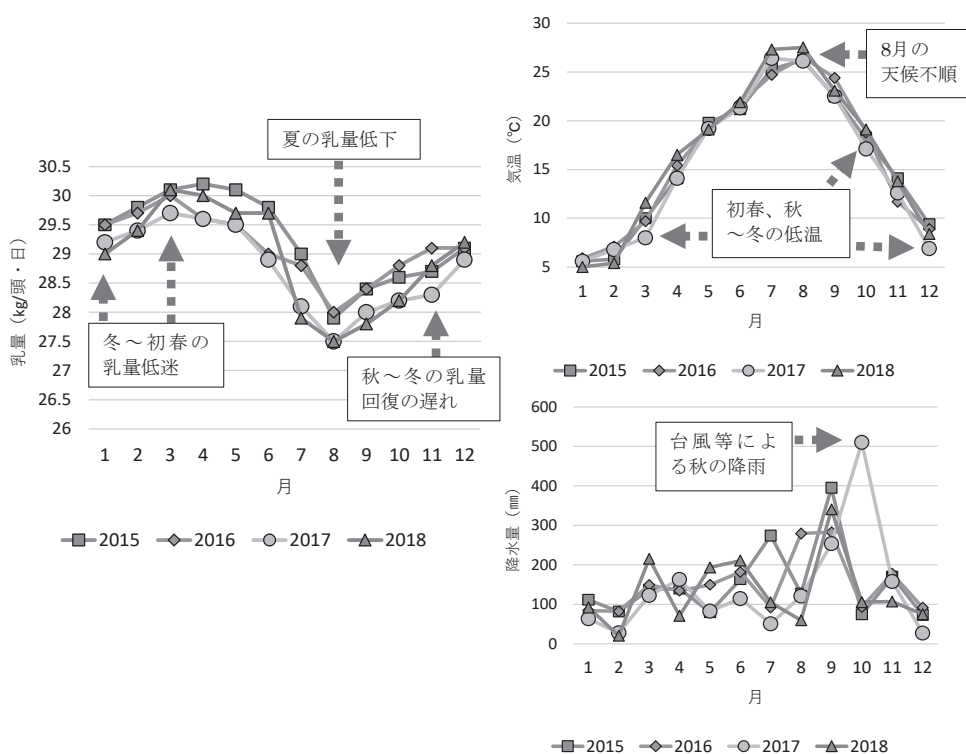 夏の乳量低下
30.5
30
29.5
29
28.5
28
27.5
27
26.5
26
乳量（kg/頭・日）
冬～初春の
乳量低迷
秋～冬の乳量
回復の遅れ
1 2 3 4 5 6 7 8 9 10 11 12
月
2015 2016 2017 2018
30
25
20
15
10
5
気温（℃）
8月の
天候不順
初春、秋
～冬の低温
1 2 3 4 5 6 7 8 9 10 11 12
月
2015 2016 2017 2018
600
500
400
300
200
100
0
降水量（㎜）
台風等によ
る秋の降雨
1 2 3 4 5 6 7 8 9 10 11 12
月
2015 2016 2017 2018